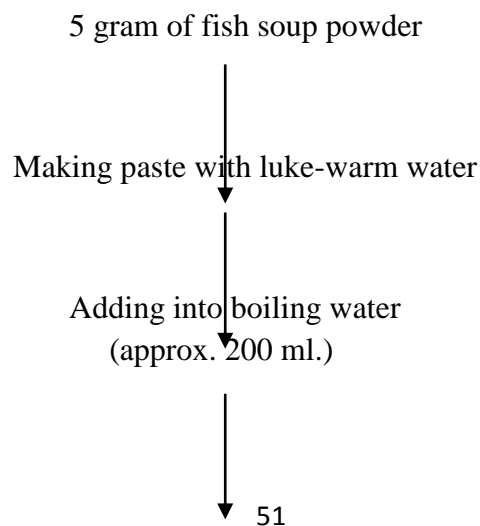 5 gram of fish soup powder
Making paste with luke-warm water
Adding into boiling water
(approx. 200 ml.)
51